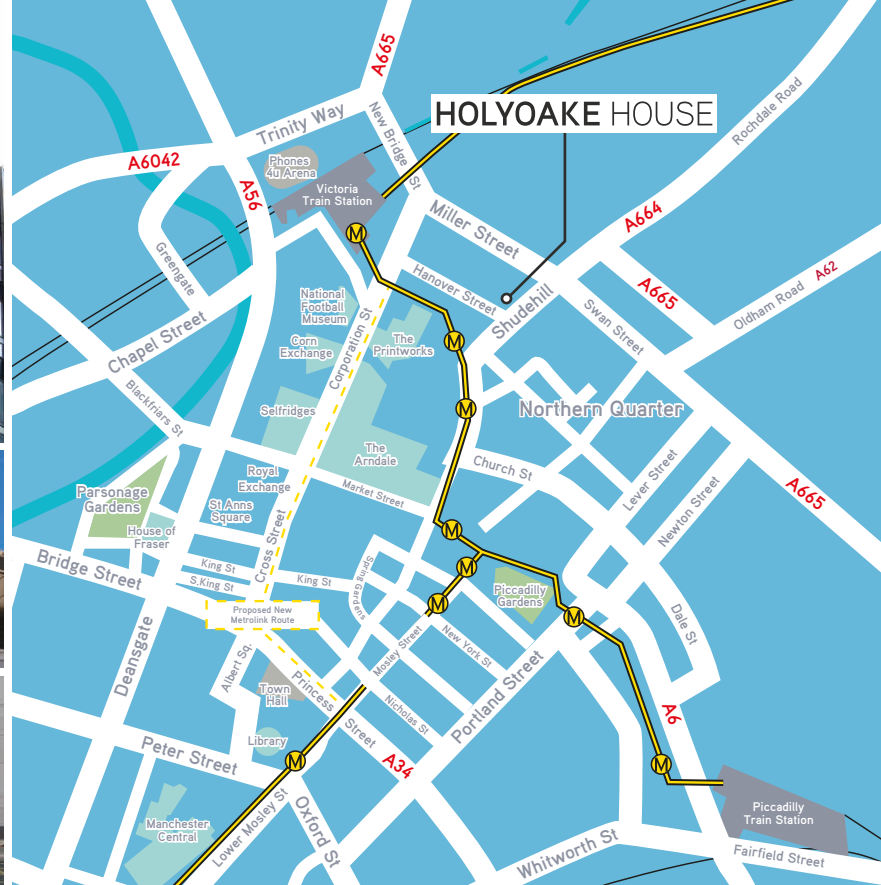 A665
HOLYOAKE HOUSE
Trinity Way
New Bridge St
Rochdale Road
A6042
Phones
4u Arena
Victoria
Train Station
A56
M
Miller Street
A664
Greengate
Hanover Street
Shudehill
A665
A62
Oldham Road
National
Football
Museum
Corporation St
The
Printworks
M
Swan Street
Chapel Street
Corn
Exchange
Blackfriars St
Selfridges
M
Northern Quarter
The
Arndale
Church St
Royal
Exchange
Market Street
Lever Street
Newton Street
A665
Parsonage
Gardens
St Anns
Square
House of
Fraser
Cross Street
M
Bridge Street
King St
S.King St
King St
Spring Gardens
M
Piccadilly
Gardens
M
M
Proposed New
Metrolink Route
Dale St
Deansgate
Albert Sq.
Mosley Street
New York St
Portland Street
Town
Hall
Princess
Street
Nicholas St
A6
Library
M
A34
M
Peter Street
Manchester
Central
Lower Mosley St
Oxford St
Piccadilly
Train Station
Whitworth St
Fairfield Street